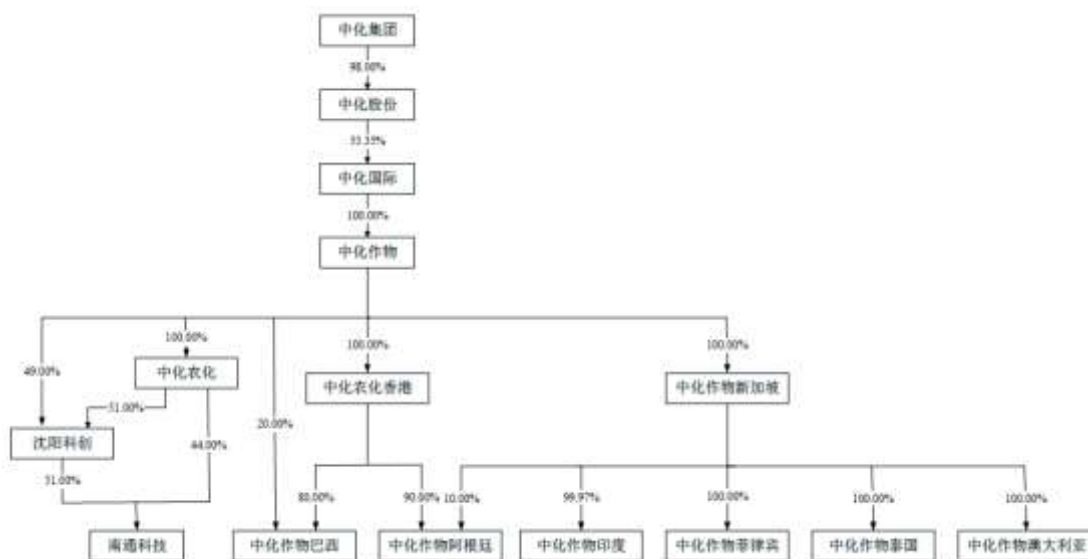 中化集团
98.00%
中化股份
55.35%
中化国际
100.00%
中化作物
100.00%
100.00%
100.00%
49.00%
中化农化
中化农化香港
中化作物新加坡
51.00%
20.00%
沈阳科创
44.00%
80.00%
90.00%
10.00%
99.97%
100.00%
100.00%
100.00%
南通科技
中化作物巴西
中化作物阿根廷
中化作物印度
中化作物菲律宾
中化作物泰国
中化作物澳大利亚